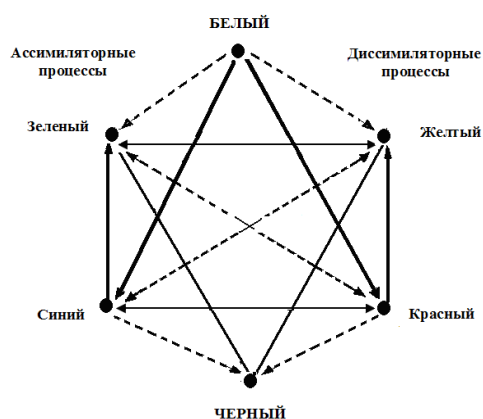 БЕЛЫЙ
Ассимиляторные
процессы
Диссимиляторные
процессы
Зеленый
Желтый
Синий
Красный
ЧЕРНЫЙ